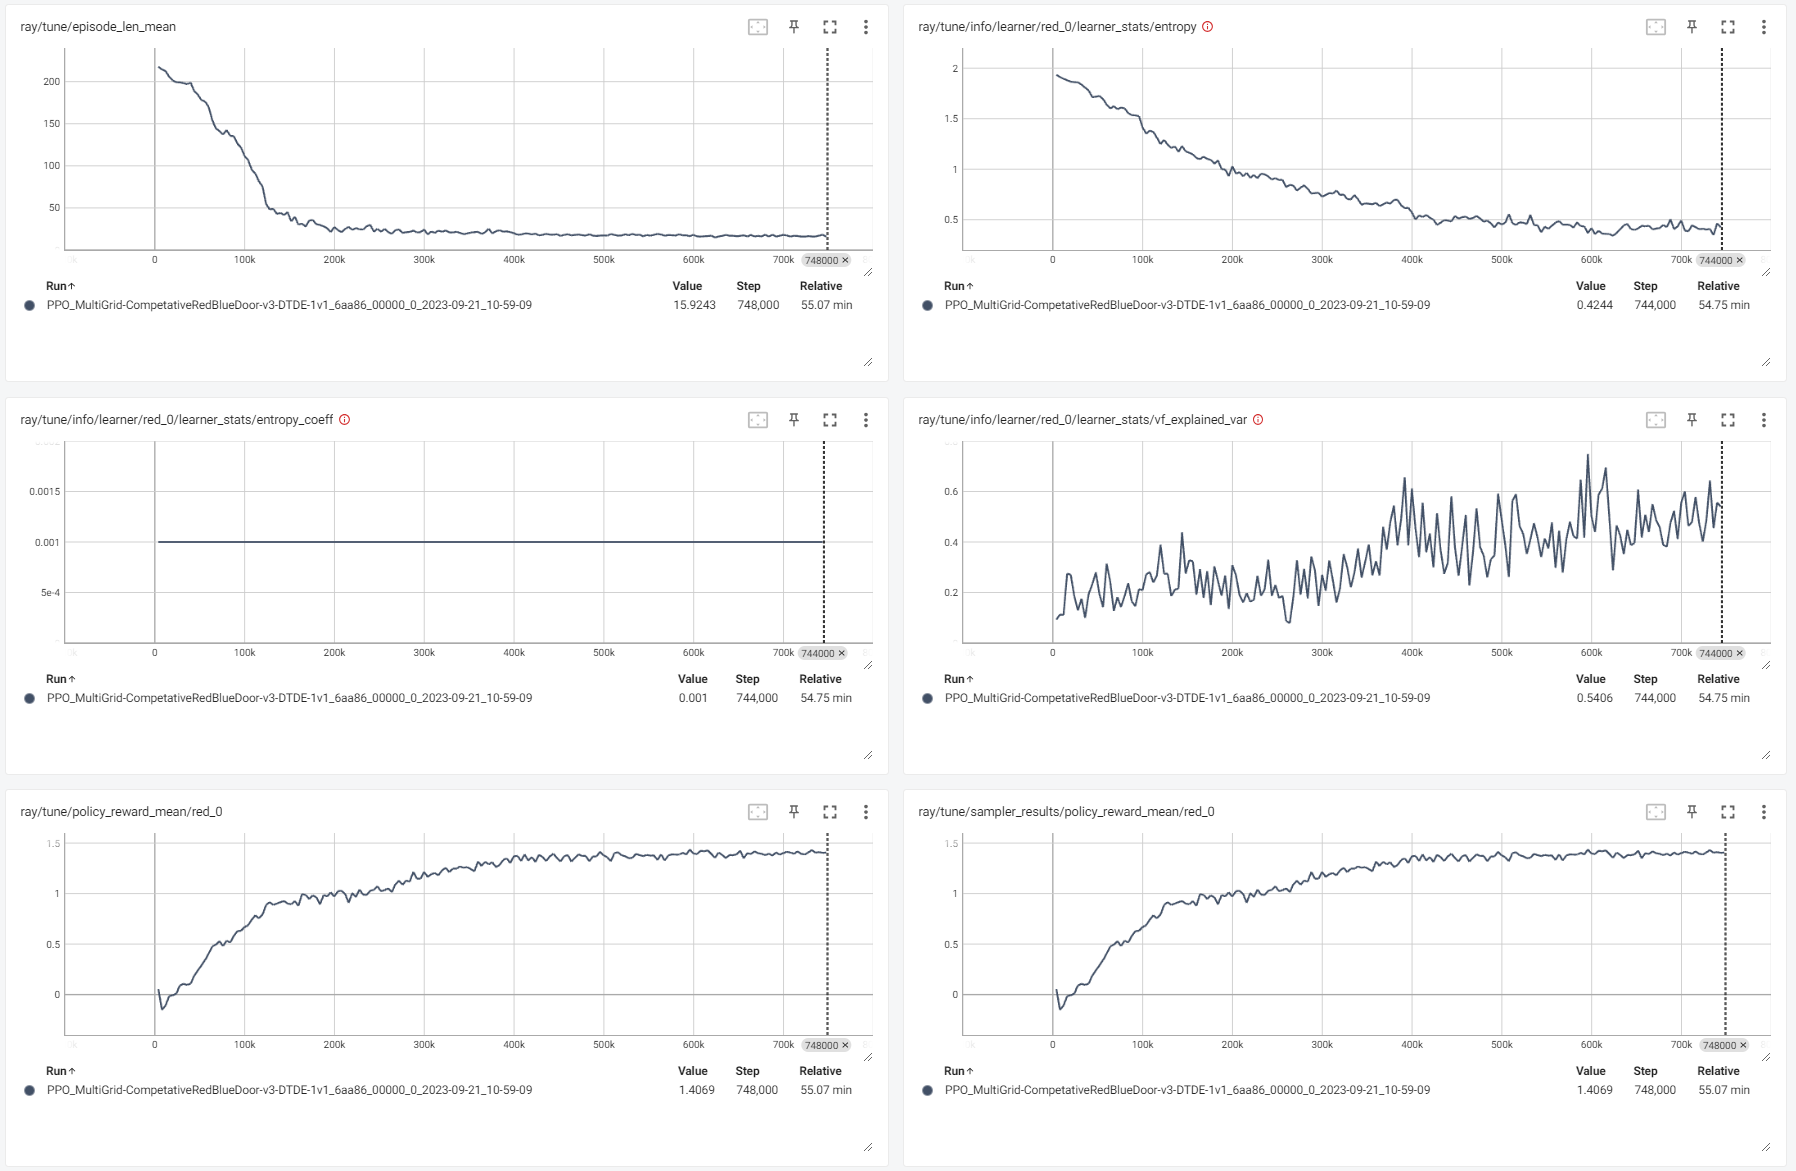 ray/tune/episode_len_mean
200
150
100
50
0
100k
200k
300k
400k
500k
600k
700k
748000 ×
Run↑ Value Step Relative
PPO_MultiGrid-CompetativeRedBlueDoor-v3-DTDE-1v1_6aa86_00000_0_2023-09-21_10-59-09 15.9243 748,000 55.07 min
ray/tune/info/learner/red_0/learner_stats/entropy
2
1.5
1
0.5
0
100k
200k
300k
400k
500k
600k
700k
744000 ×
Run↑ Value Step Relative
PPO_MultiGrid-CompetativeRedBlueDoor-v3-DTDE-1v1_6aa86_00000_0_2023-09-21_10-59-09 0.4244 744,000 54.75 min
ray/tune/info/learner/red_0/learner_stats/entropy_coeff
0.0015
0.001
5e-4
0
100k
200k
300k
400k
500k
600k
700k
744000 ×
Run↑ Value Step Relative
PPO_MultiGrid-CompetativeRedBlueDoor-v3-DTDE-1v1_6aa86_00000_0_2023-09-21_10-59-09 0.001 744,000 54.75 min
ray/tune/info/learner/red_0/learner_stats/vf_explained_var
0.6
0.4
0.2
0
100k
200k
300k
400k
500k
600k
700k
744000 ×
Run↑ Value Step Relative
PPO_MultiGrid-CompetativeRedBlueDoor-v3-DTDE-1v1_6aa86_00000_0_2023-09-21_10-59-09 0.5406 744,000 54.75 min
ray/tune/policy_reward_mean/red_0
1.5
1
0.5
0
0
100k
200k
300k
400k
500k
600k
700k
748000 ×
Run↑ Value Step Relative
PPO_MultiGrid-CompetativeRedBlueDoor-v3-DTDE-1v1_6aa86_00000_0_2023-09-21_10-59-09 1.4069 748,000 55.07 min
ray/tune/sampler_results/policy_reward_mean/red_0
1.5
1
0.5
0
0
100k
200k
300k
400k
500k
600k
700k
748000 ×
Run↑ Value Step Relative
PPO_MultiGrid-CompetativeRedBlueDoor-v3-DTDE-1v1_6aa86_00000_0_2023-09-21_10-59-09 1.4069 748,000 55.07 min